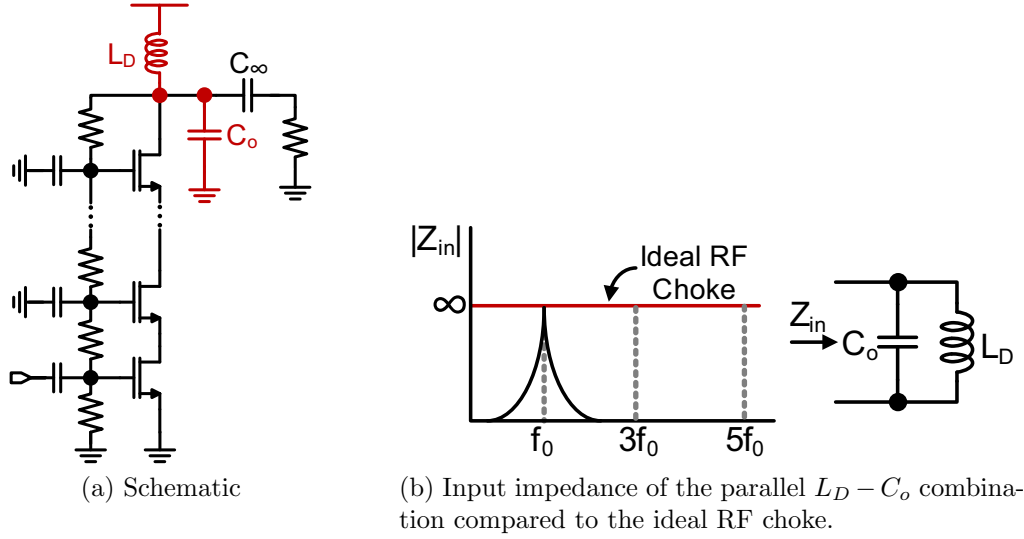 L_D
C_∞
C_o
|Z_in|
Ideal RF
Choke
∞
Z_in
C_o
L_D
f_0
3f_0
5f_0
(a) Schematic
(b) Input impedance of the parallel L_D − C_o combina-
tion compared to the ideal RF choke.